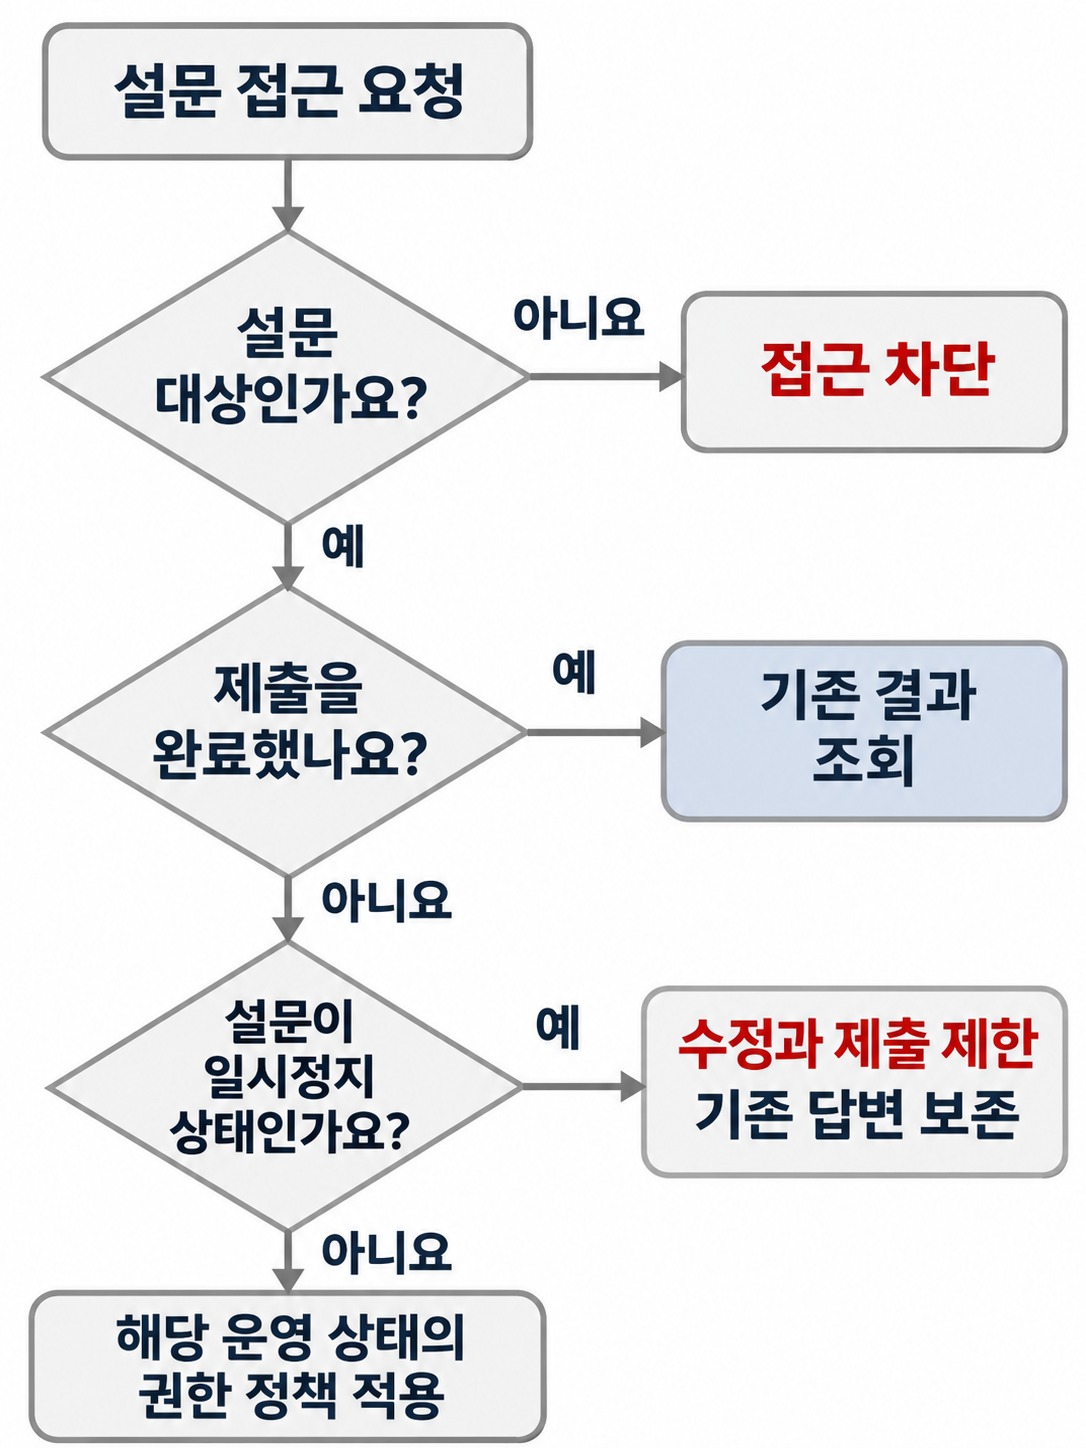 설문 접근 요청
설문
대상인가요?
아니요
접근 차단
예
제출을
완료했나요?
예
기존 결과
조회
아니요
설문이
일시정지
상태인가요?
예
수정과 제출 제한
기존 답변 보존
아니요
해당 운영 상태의
권한 정책 적용